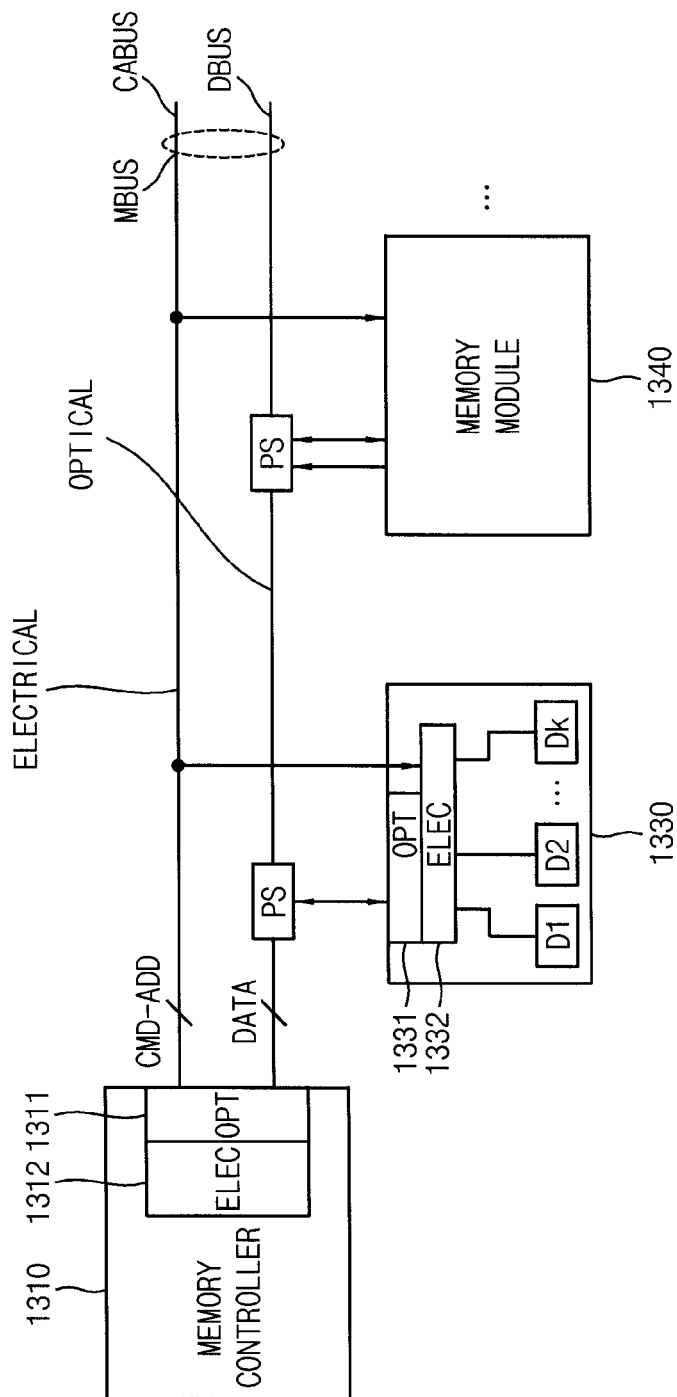 ELECTRICAL
OPTICAL
MBUS
CABUS
DBUS
CMD-ADD
DATA
PS
PS
1310
1312
1311
ELEC
OPT
MEMORY
CONTROLLER
1331
1332
OPT
ELEC
D1
D2
...
Dk
1330
MEMORY
MODULE
1340
...